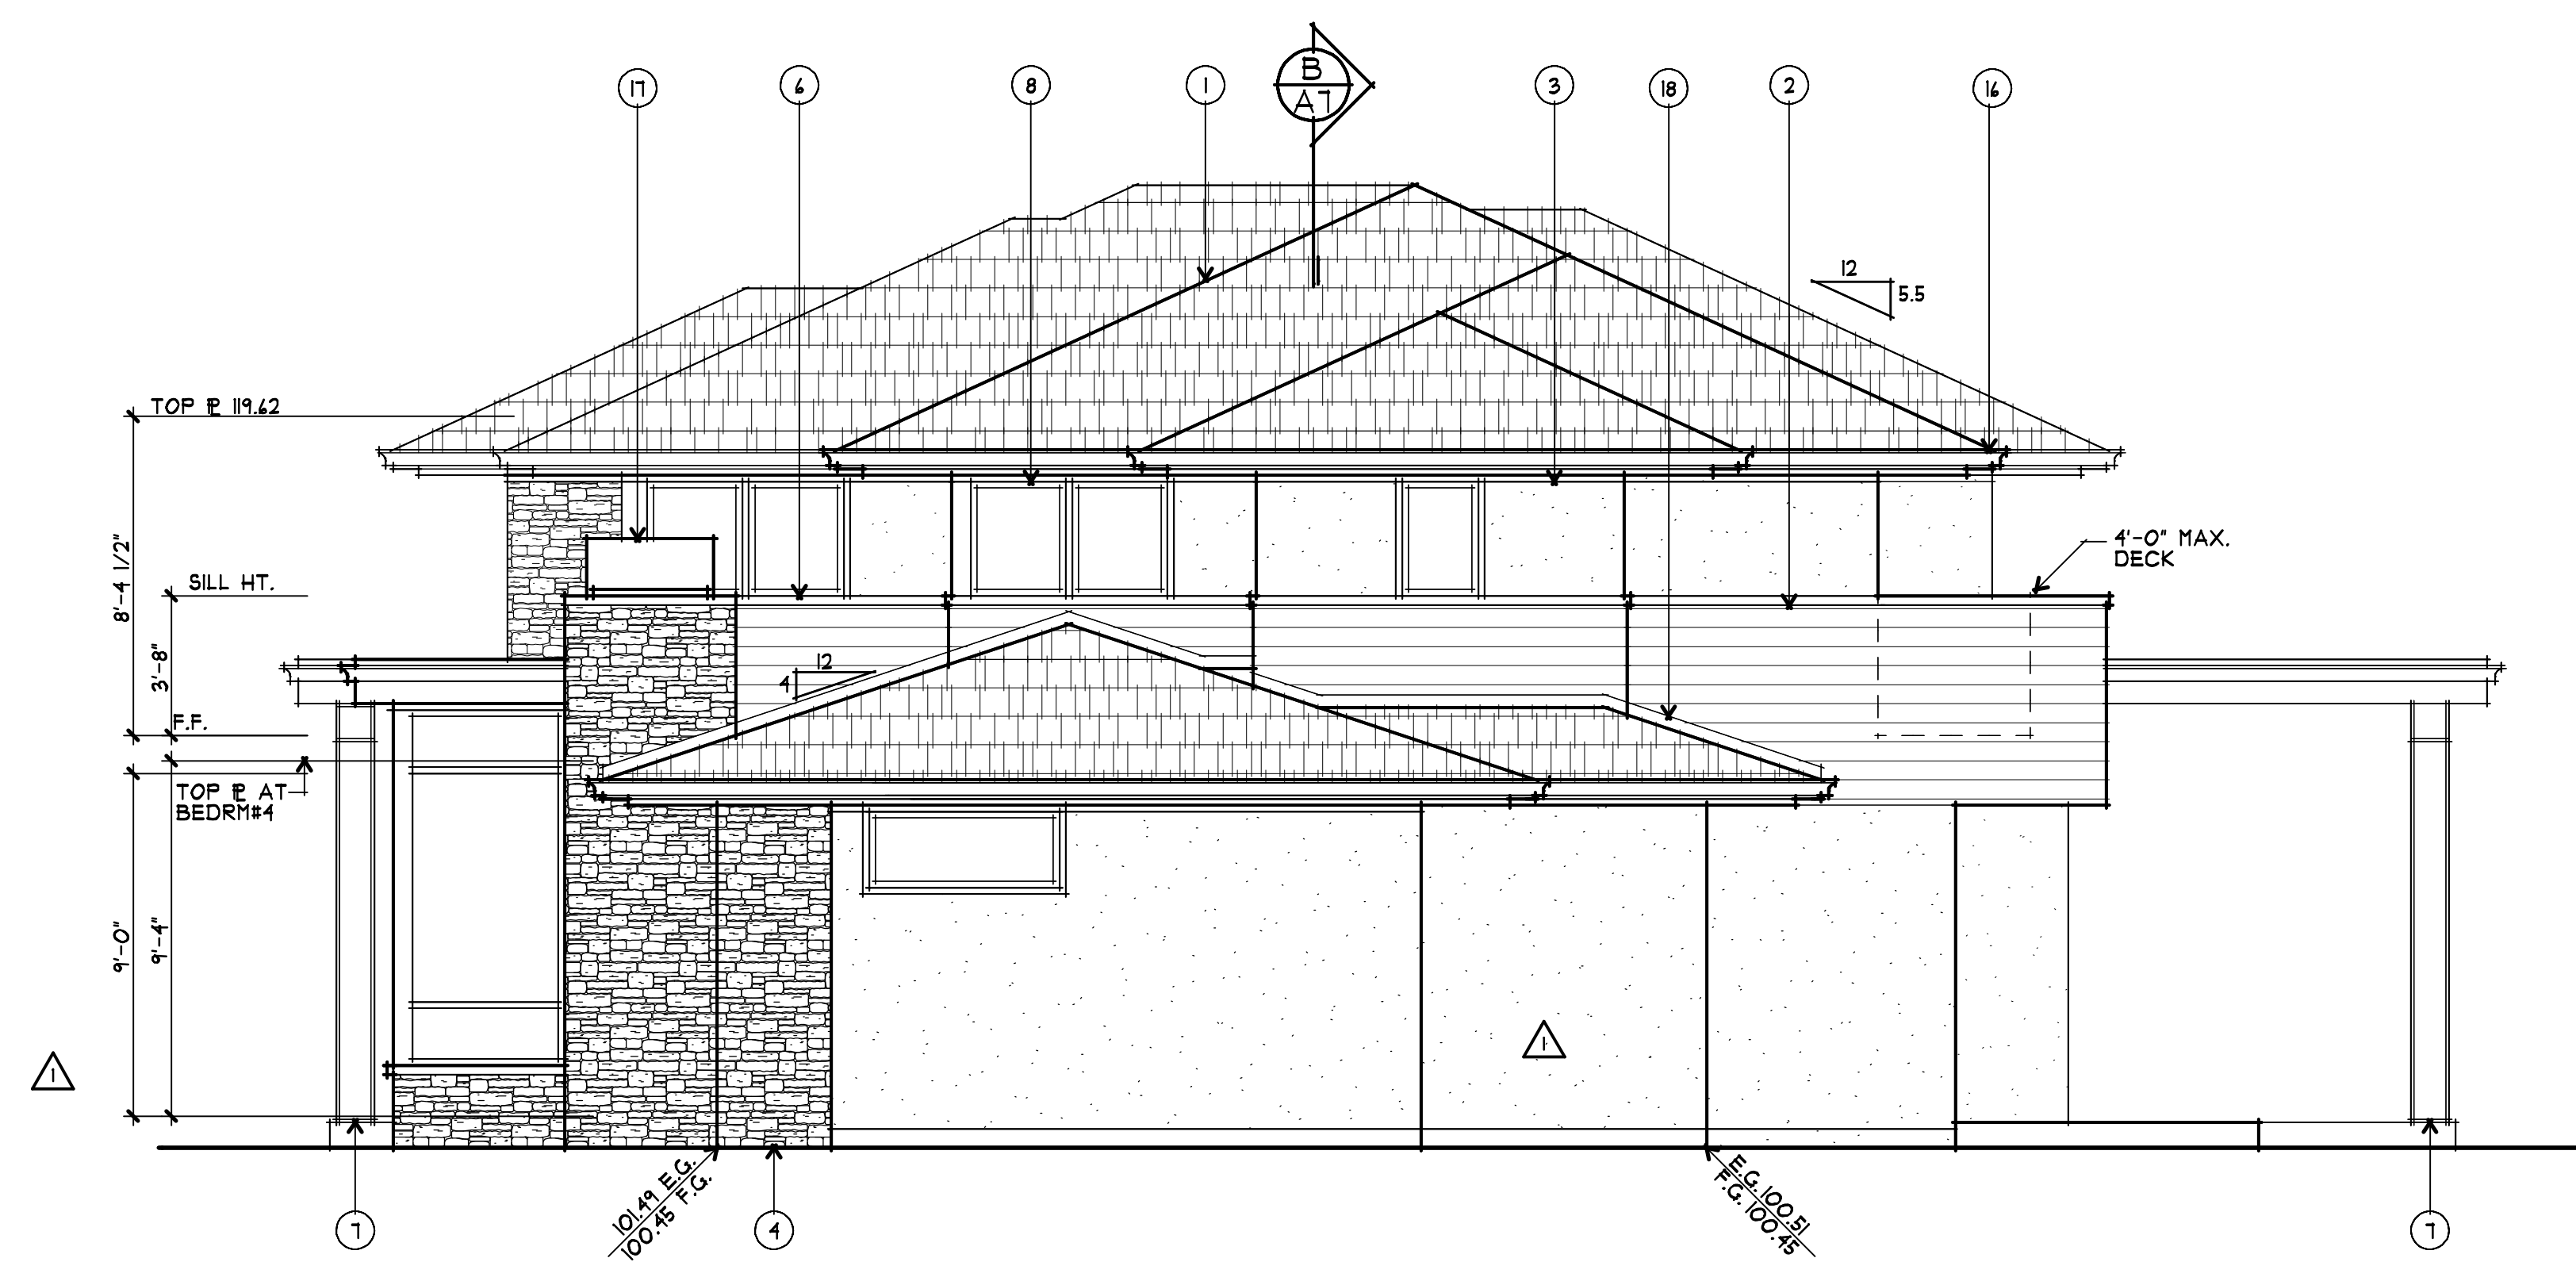 B
A7
17
6
8
1
3
18
2
16
12
5.5
TOP PL 119.62
8'-4 1/2"
SILL HT.
3'-8"
4'-0" MAX.
DECK
12
4
F.F.
TOP PL AT
BEDRM#4
9'-0"
9'-4"
1
1
101.49 E.G.
100.45 F.G.
E.G. 100.51
F.G. 100.45
7
4
7